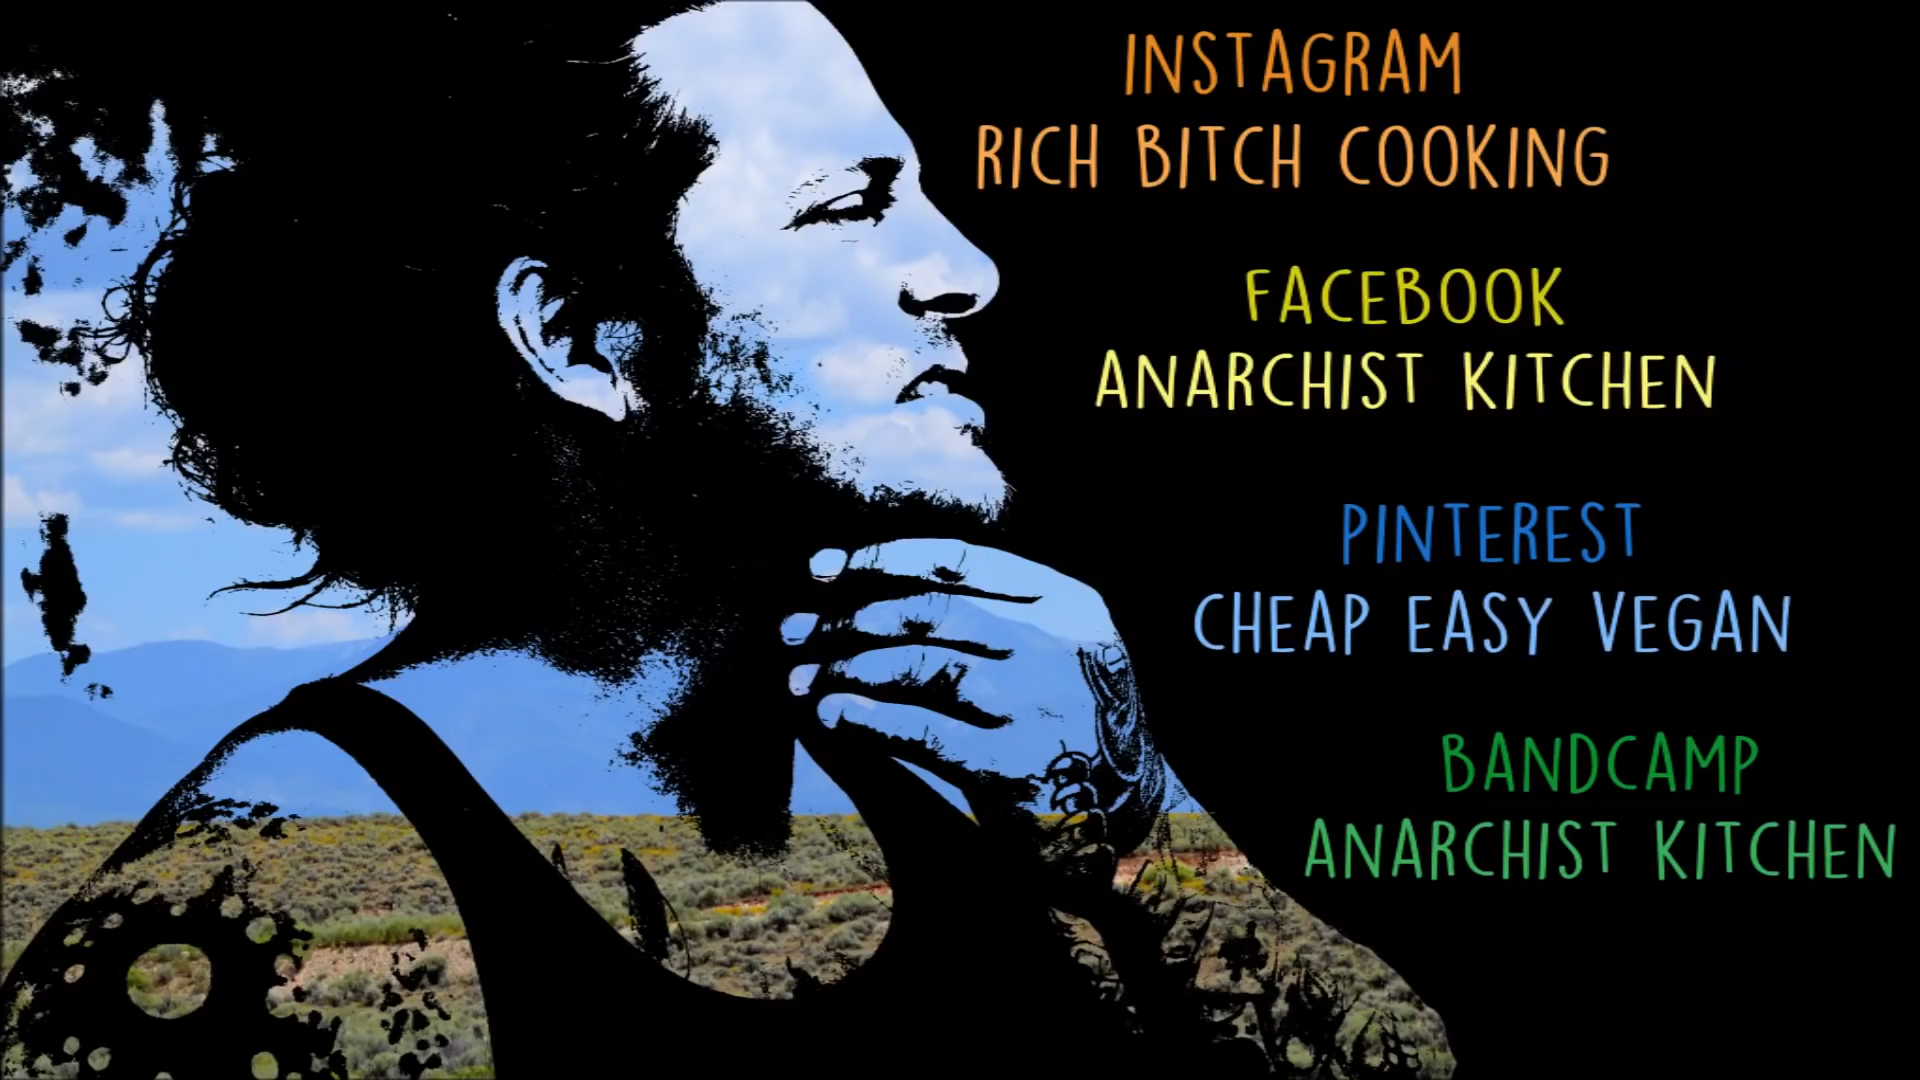 INSTAGRAM
RICH BITCH COOKING
FACEBOOK
ANARCHIST KITCHEN
PINTEREST
CHEAP EASY VEGAN
BANDCAMP
ANARCHIST KITCHEN